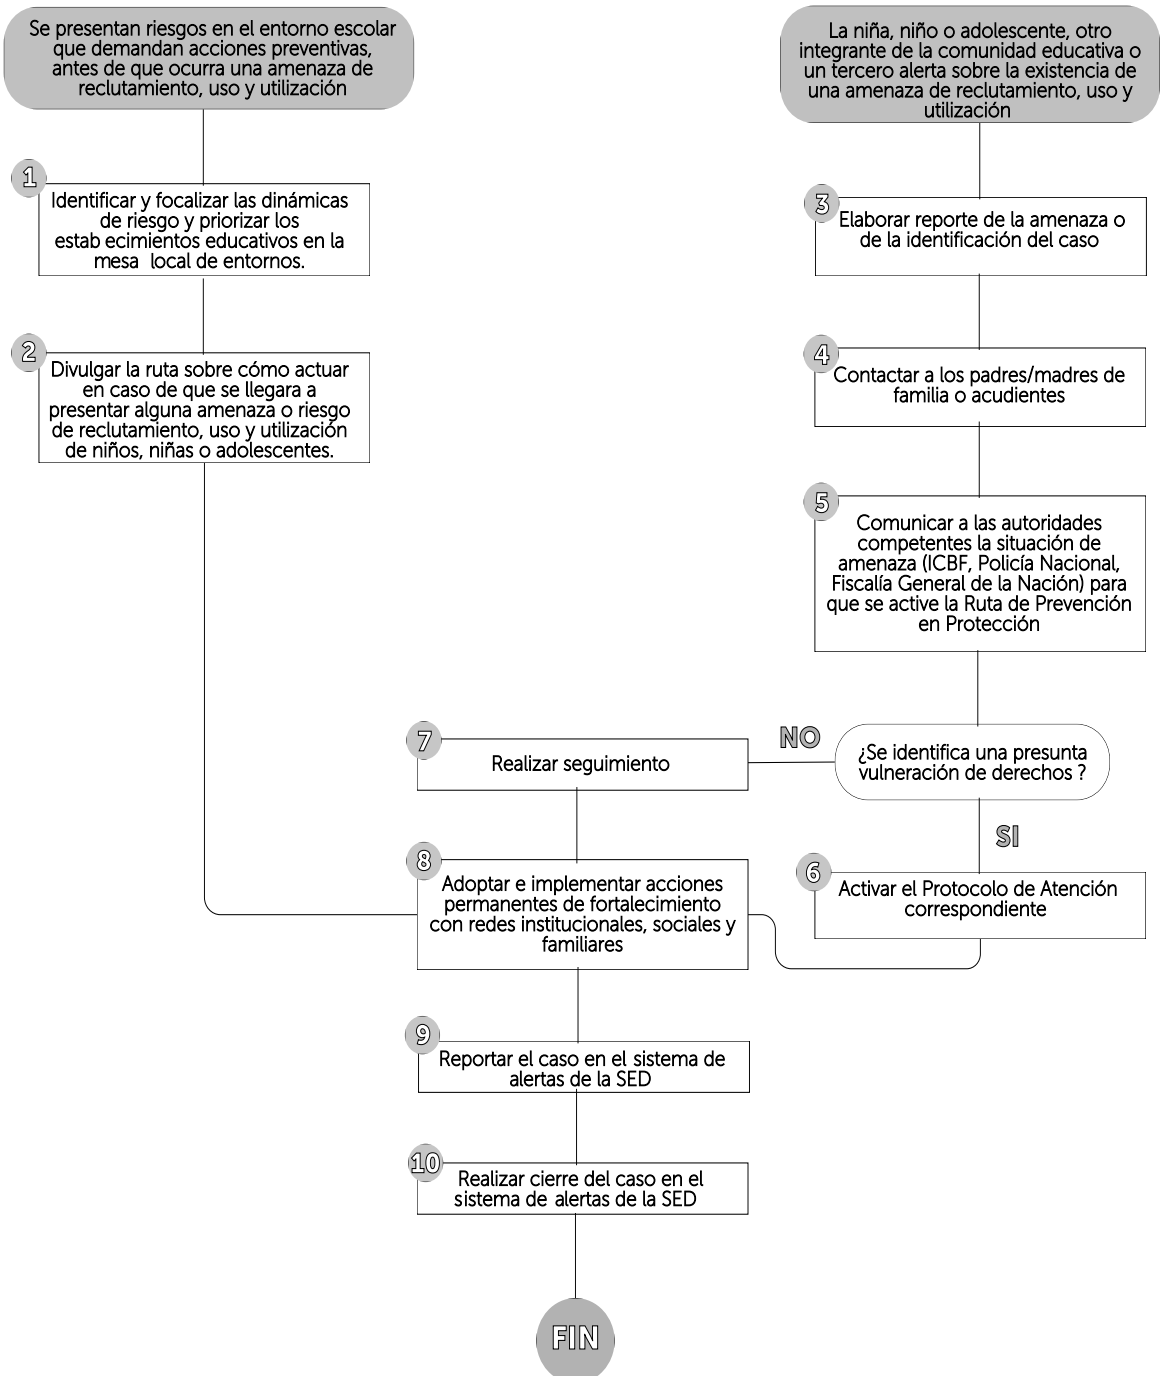 Se presentan riesgos en el entorno escolar
que demandan acciones preventivas,
antes de que ocurra una amenaza de
reclutamiento, uso y utilización
1
Identificar y focalizar las dinámicas
de riesgo y priorizar los
estab ecimientos educativos en la
mesa local de entornos.
2
Divulgar la ruta sobre cómo actuar
en caso de que se llegara a
presentar alguna amenaza o riesgo
de reclutamiento, uso y utilización
de niños, niñas o adolescentes.
La niña, niño o adolescente, otro
integrante de la comunidad educativa o
un tercero alerta sobre la existencia de
una amenaza de reclutamiento, uso y
utilización
3
Elaborar reporte de la amenaza o
de la identificación del caso
4
Contactar a los padres/madres de
familia o acudientes
5
Comunicar a las autoridades
competentes la situación de
amenaza (ICBF, Policía Nacional,
Fiscalía General de la Nación) para
que se active la Ruta de Prevención
en Protección
¿Se identifica una presunta
vulneración de derechos ?
NO
SI
6
Activar el Protocolo de Atención
correspondiente
7
Realizar seguimiento
8
Adoptar e implementar acciones
permanentes de fortalecimiento
con redes institucionales, sociales y
familiares
9
Reportar el caso en el sistema de
alertas de la SED
10
Realizar cierre del caso en el
sistema de alertas de la SED
FIN